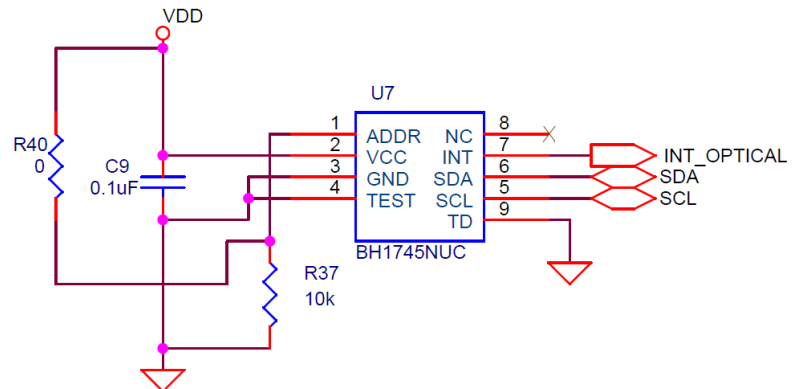 VDD
U7
R40
0
C9
0.1uF
1 ADDR NC 8
2 VCC INT 7 INT_OPTICAL
3 GND SDA 6 SDA
4 TEST SCL 5 SCL
TD 9
BH1745NUC
R37
10k